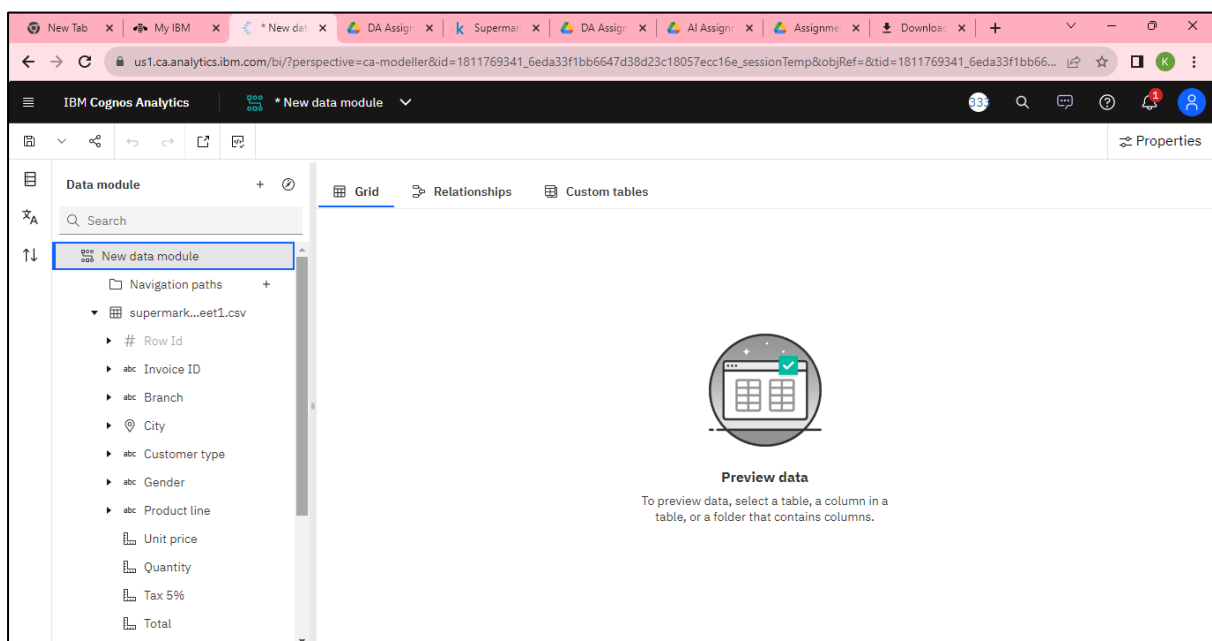 New Tab My IBM * New dat DA Assign Supermar DA Assign AI Assign Assignme Downloac
us1.ca.analytics.ibm.com/bi/?perspective=ca-modeller&id=1811769341_6eda33f1bb6647d38d23c18057ecc16e_sessionTemp&objRef=&tid=1811769341_6eda33f1bb66... K
IBM Cognos Analytics * New data module 333 1
Properties
Data module
Grid Relationships Custom tables
Search
New data module
Navigation paths
supermark...eet1.csv
# Row Id
abc Invoice ID
abc Branch
City
abc Customer type
abc Gender
abc Product line
Unit price
Quantity
Tax 5%
Total
Preview data
To preview data, select a table, a column in a
table, or a folder that contains columns.